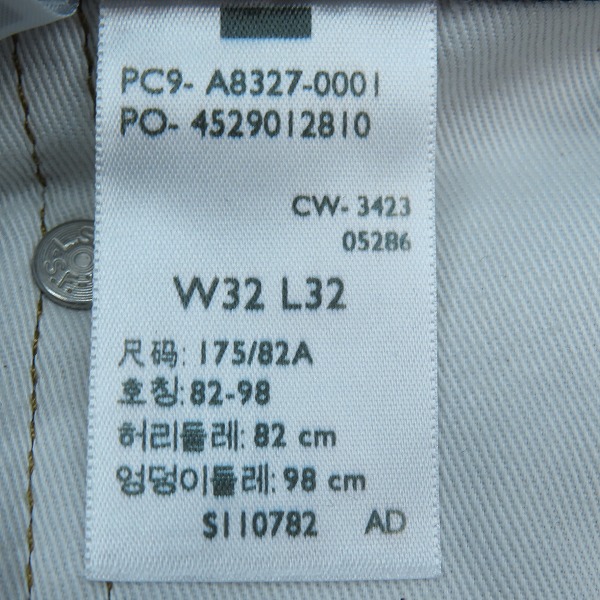 PC9- A8327-0001
PO- 4529012810
CW- 3423
05286
W32 L32
尺码: 175/82A
호칭: 82-98
허리둘레: 82 cm
엉덩이둘레: 98 cm
S110782 AD